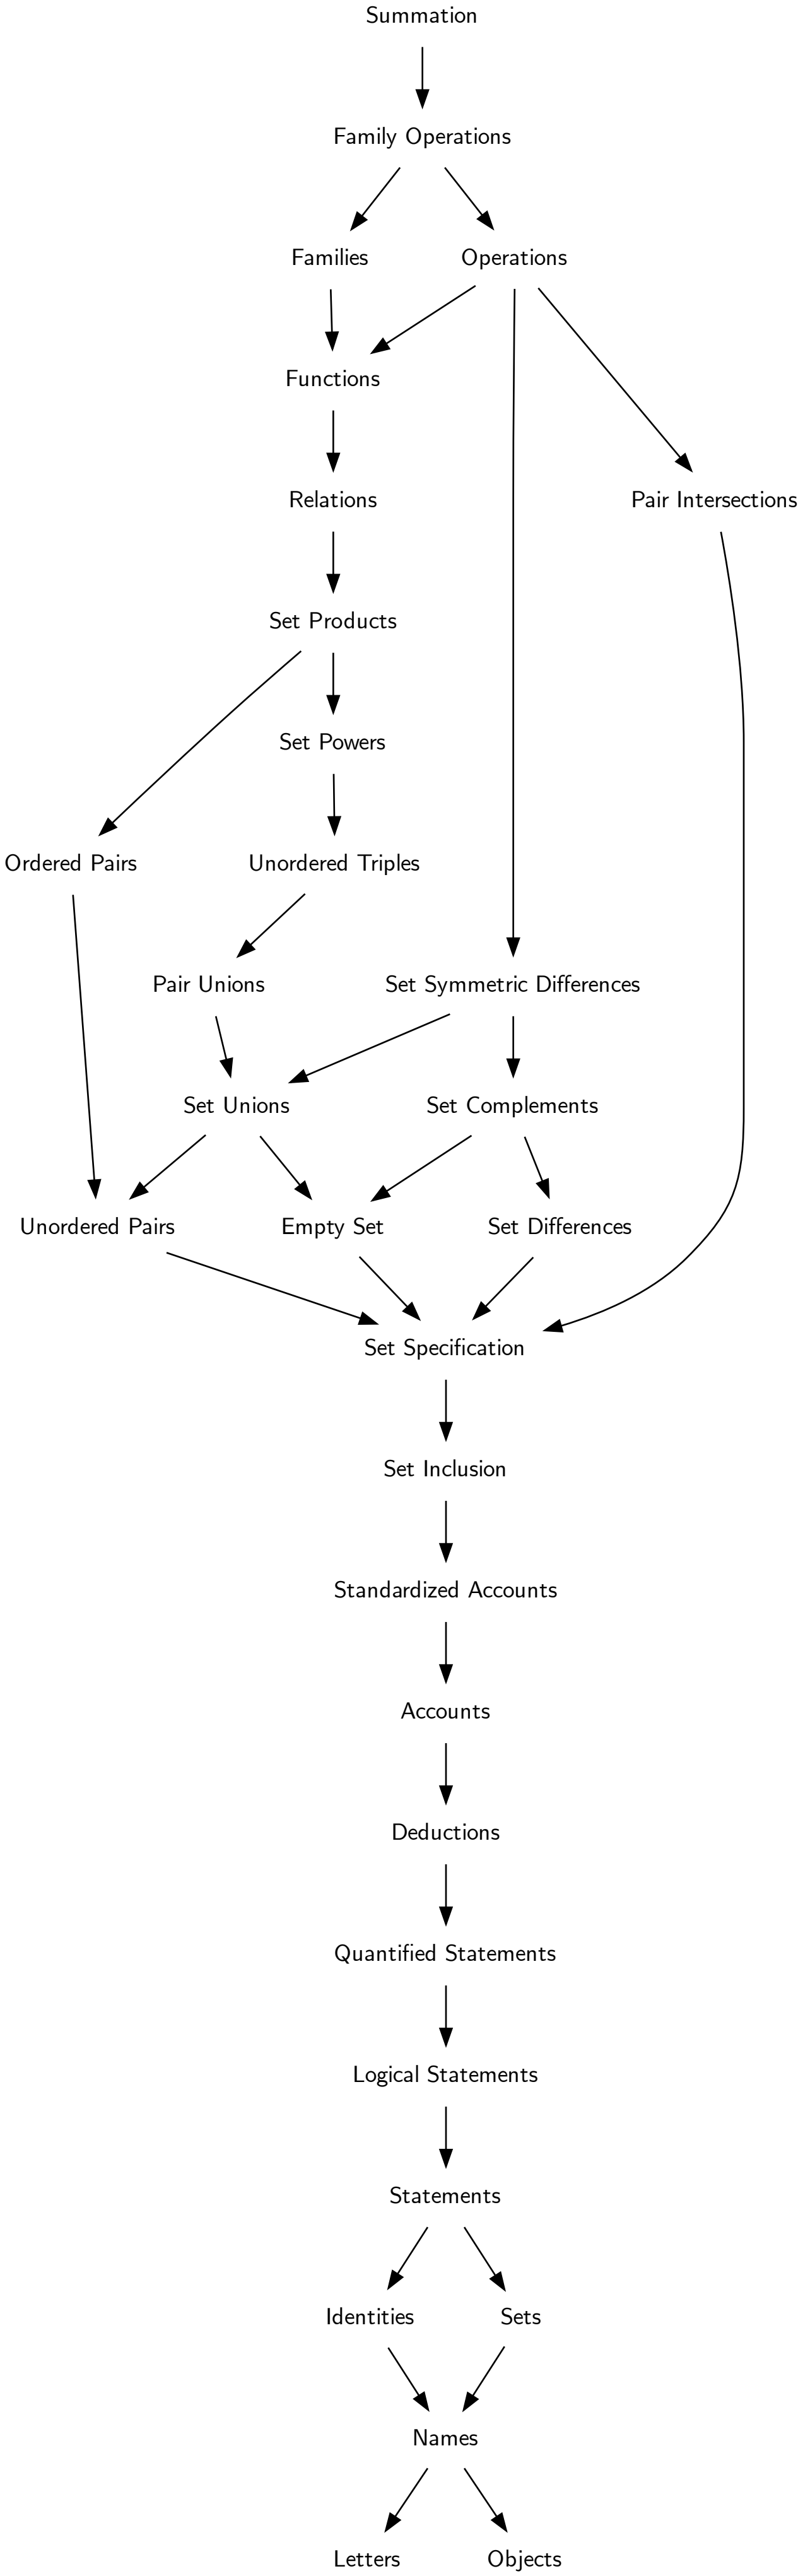 Summation
Family Operations
Families
Operations
Functions
Relations
Pair Intersections
Set Products
Set Powers
Ordered Pairs
Unordered Triples
Pair Unions
Set Symmetric Differences
Set Unions
Set Complements
Unordered Pairs
Empty Set
Set Differences
Set Specification
Set Inclusion
Standardized Accounts
Accounts
Deductions
Quantified Statements
Logical Statements
Statements
Identities
Sets
Names
Letters
Objects